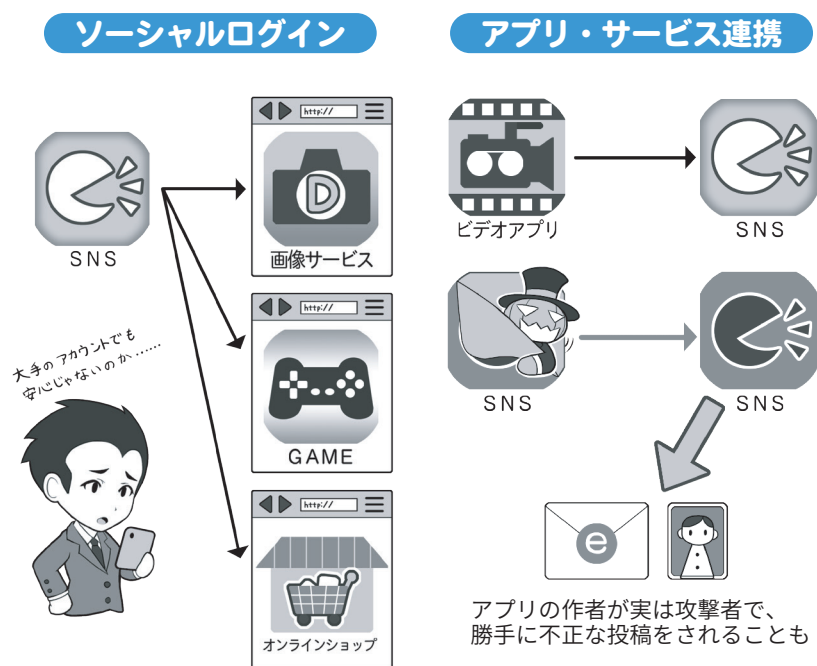 ソーシャルログイン
SNS
http://
画像サービス
http://
GAME
http://
オンラインショップ
大手のアカウントでも
安心じゃないのか……
アプリ・サービス連携
ビデオアプリ
SNS
SNS
SNS
e
アプリの作者が実は攻撃者で、
勝手に不正な投稿をされることも
D